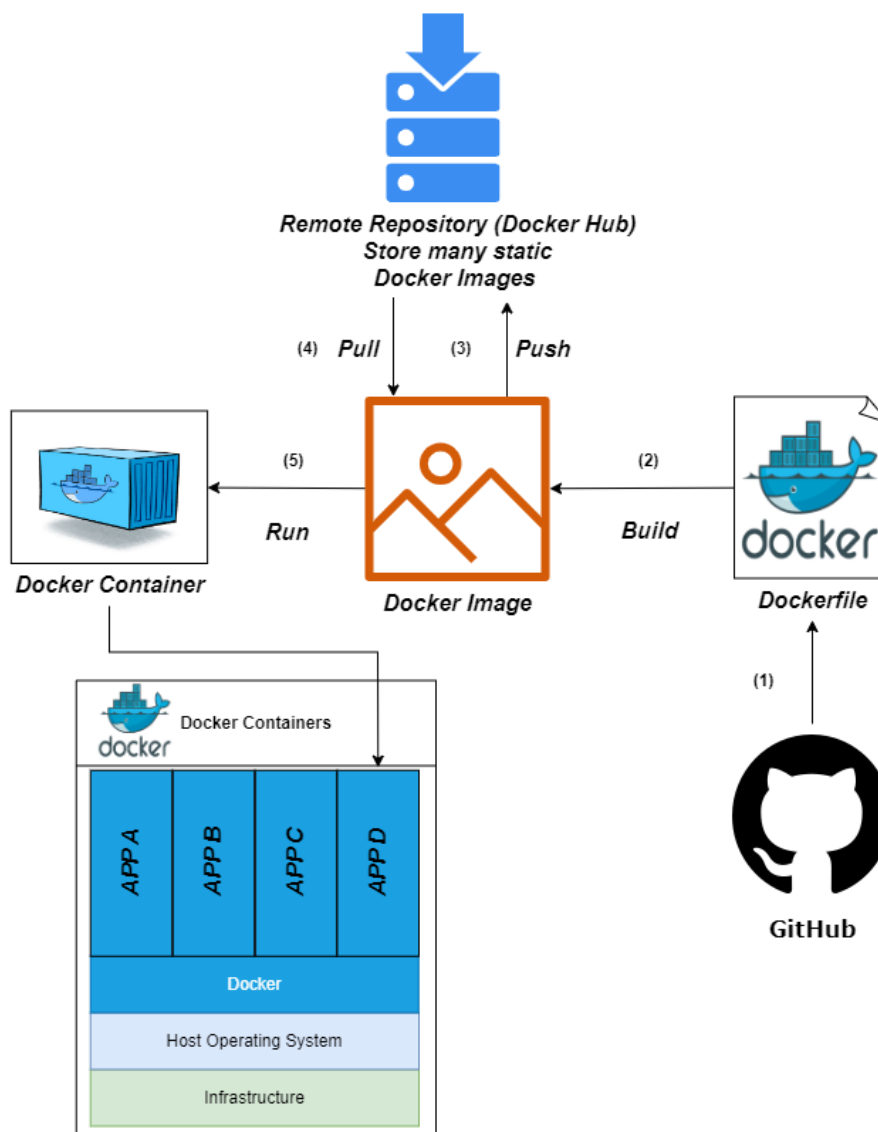 Remote Repository (Docker Hub)
Store many static
Docker Images
(4) Pull
(3) Push
(5)
Run
(2)
Build
docker
Docker Container
Docker Image
Dockerfile
(1)
docker
Docker Containers
APP A
APP B
APP C
APP D
GitHub
Docker
Host Operating System
Infrastructure